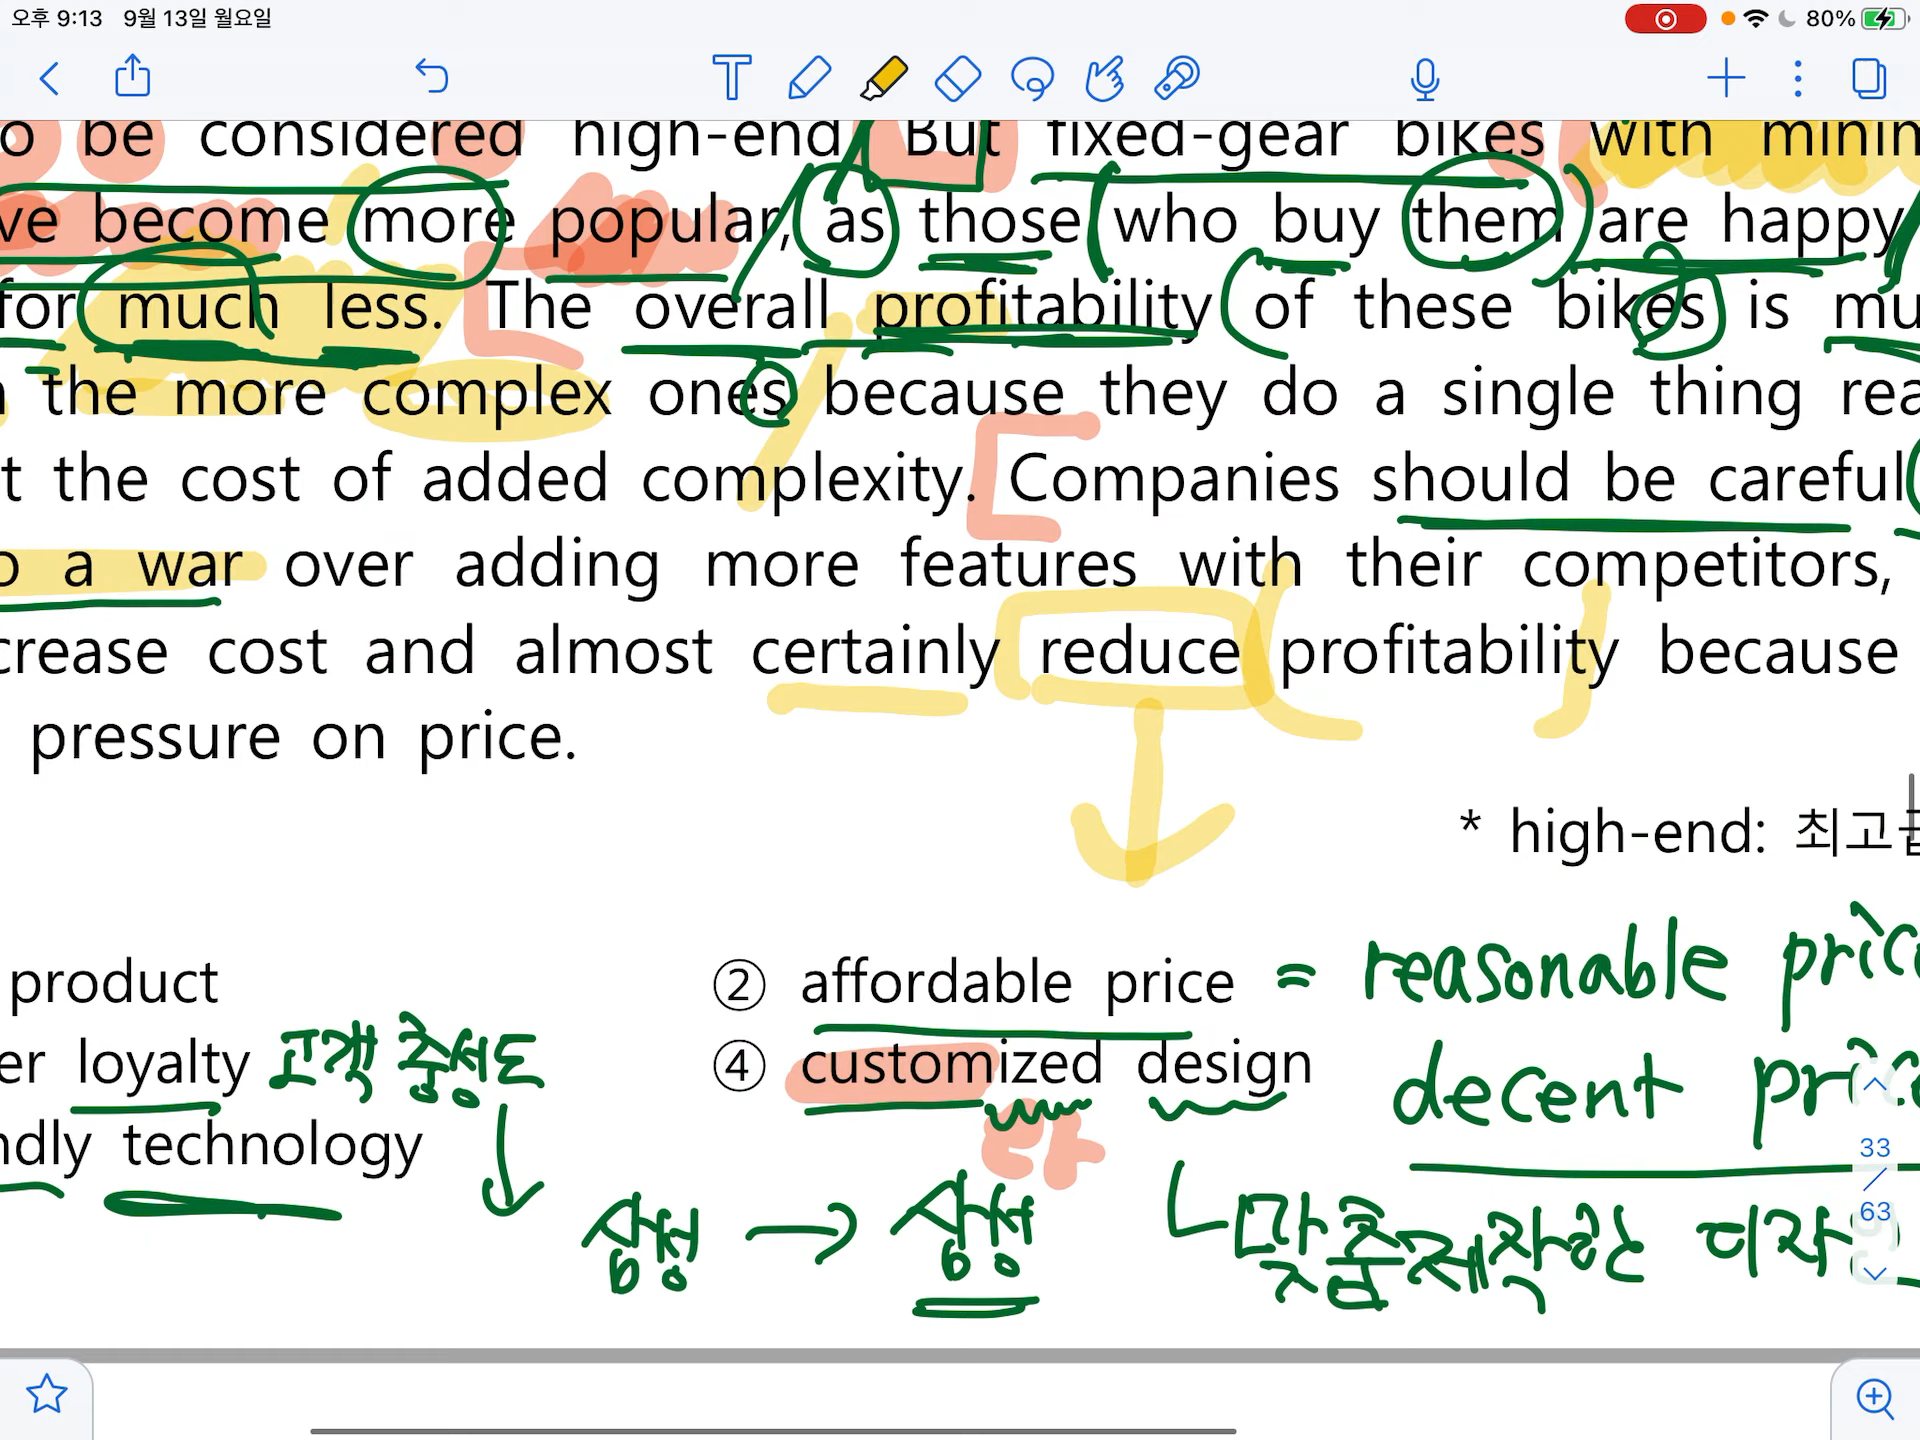 오후 9:13 9월 13일 월요일 80%
o be considered high-end But fixed-gear bikes with minim
ve become more popular, as those who buy them are happy
for much less. The overall profitability of these bikes is mu
the more complex ones because they do a single thing rea
t the cost of added complexity. Companies should be careful
o a war over adding more features with their competitors,
crease cost and almost certainly reduce profitability because
pressure on price.
* high-end: 최고급
product ② affordable price = reasonable price
er loyalty 고객 충성도 ④ customized design decent price
ndly technology
삼성 → 삼성 맞춤제작한 디자
33
63